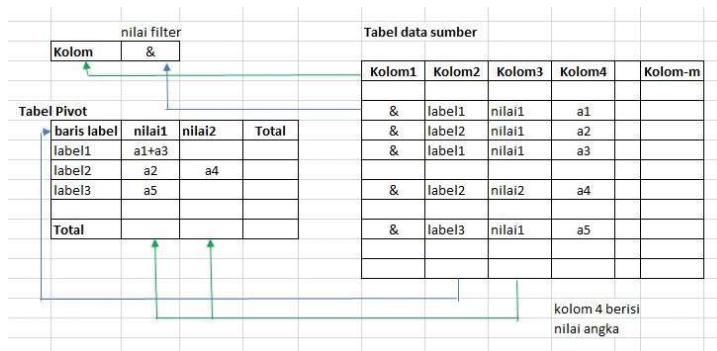 nilai filter
Kolom &
Tabel data sumber
Kolom1 Kolom2 Kolom3 Kolom4 Kolom-m
& label1 nilai1 a1
& label2 nilai1 a2
& label1 nilai1 a3
& label2 nilai2 a4
& label3 nilai1 a5
Tabel Pivot
baris label nilai1 nilai2 Total
label1 a1+a3
label2 a2 a4
label3 a5
Total
kolom 4 berisi
nilai angka